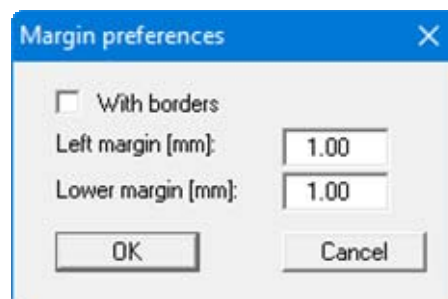 Margin preferences
With borders
Left margin [mm]: 1.00
Lower margin [mm]: 1.00
OK Cancel